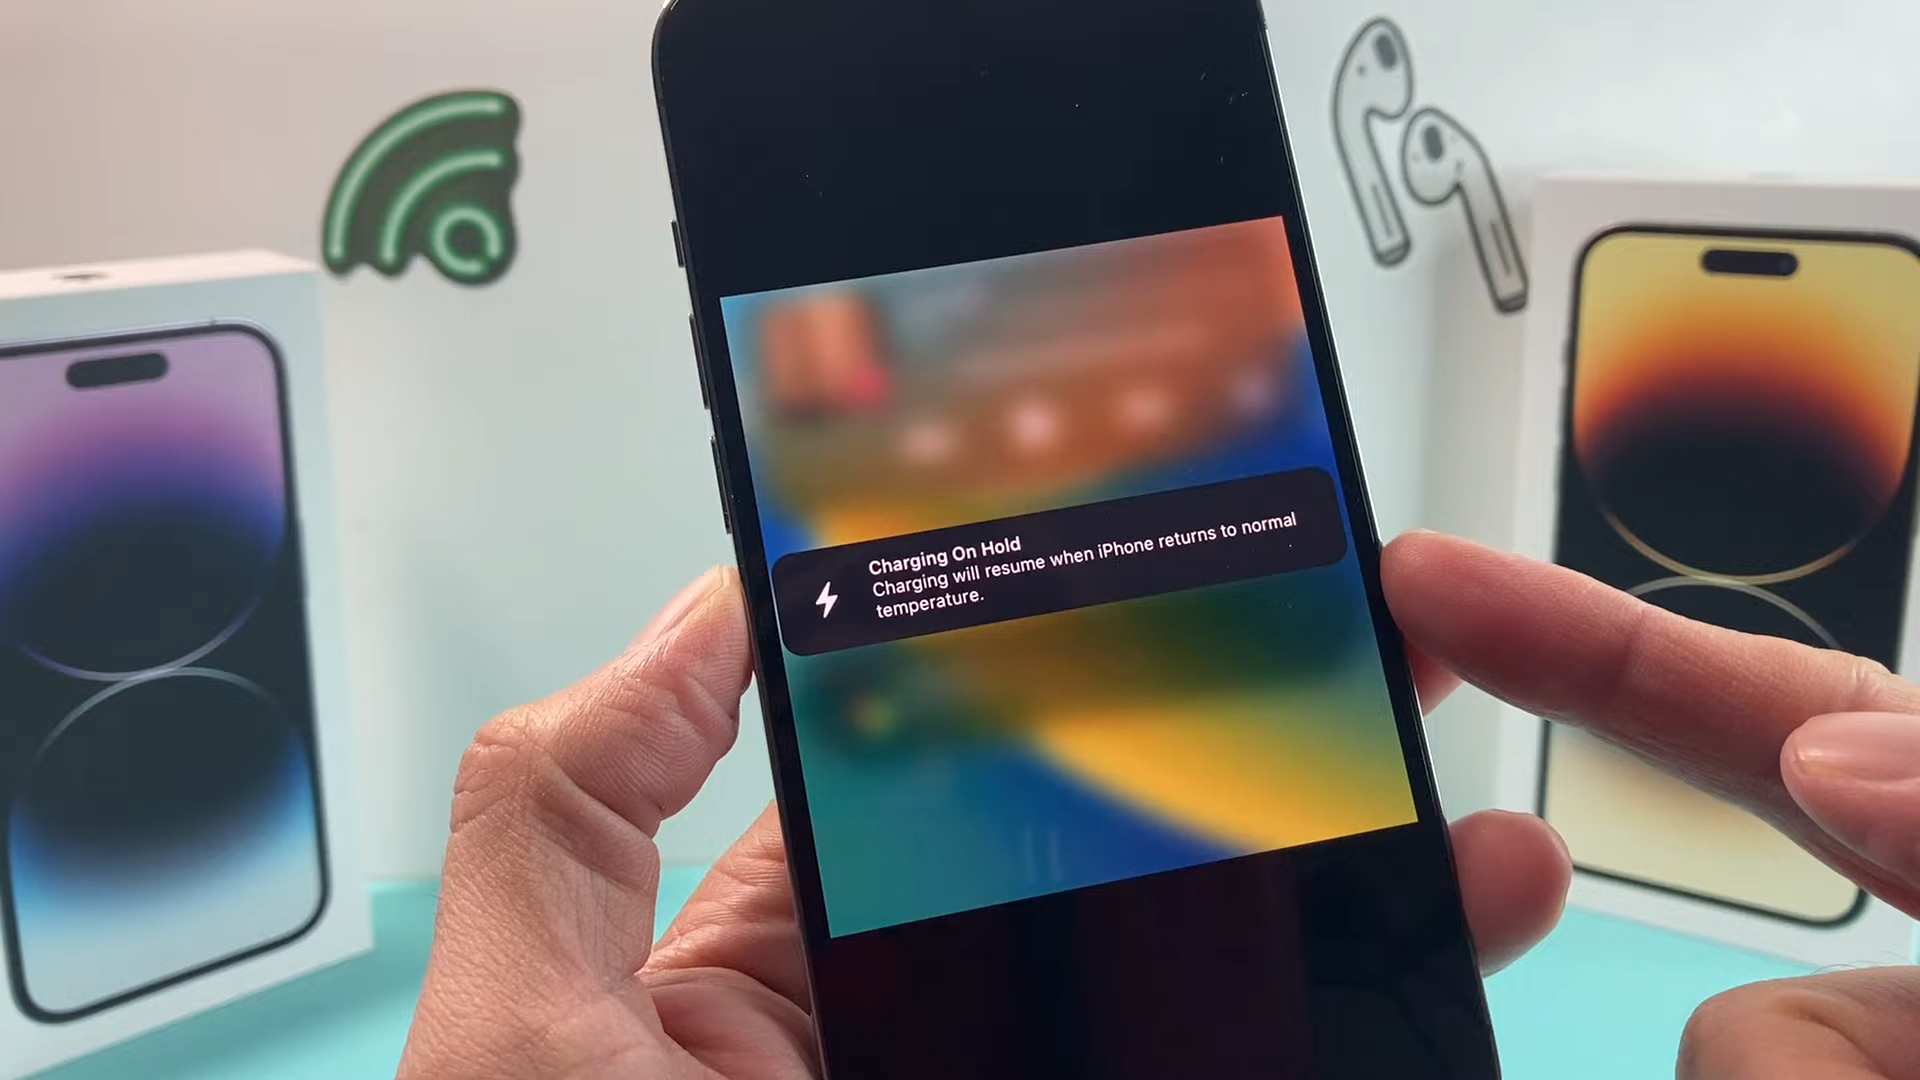 Charging On Hold
Charging will resume when iPhone returns to normal
temperature.